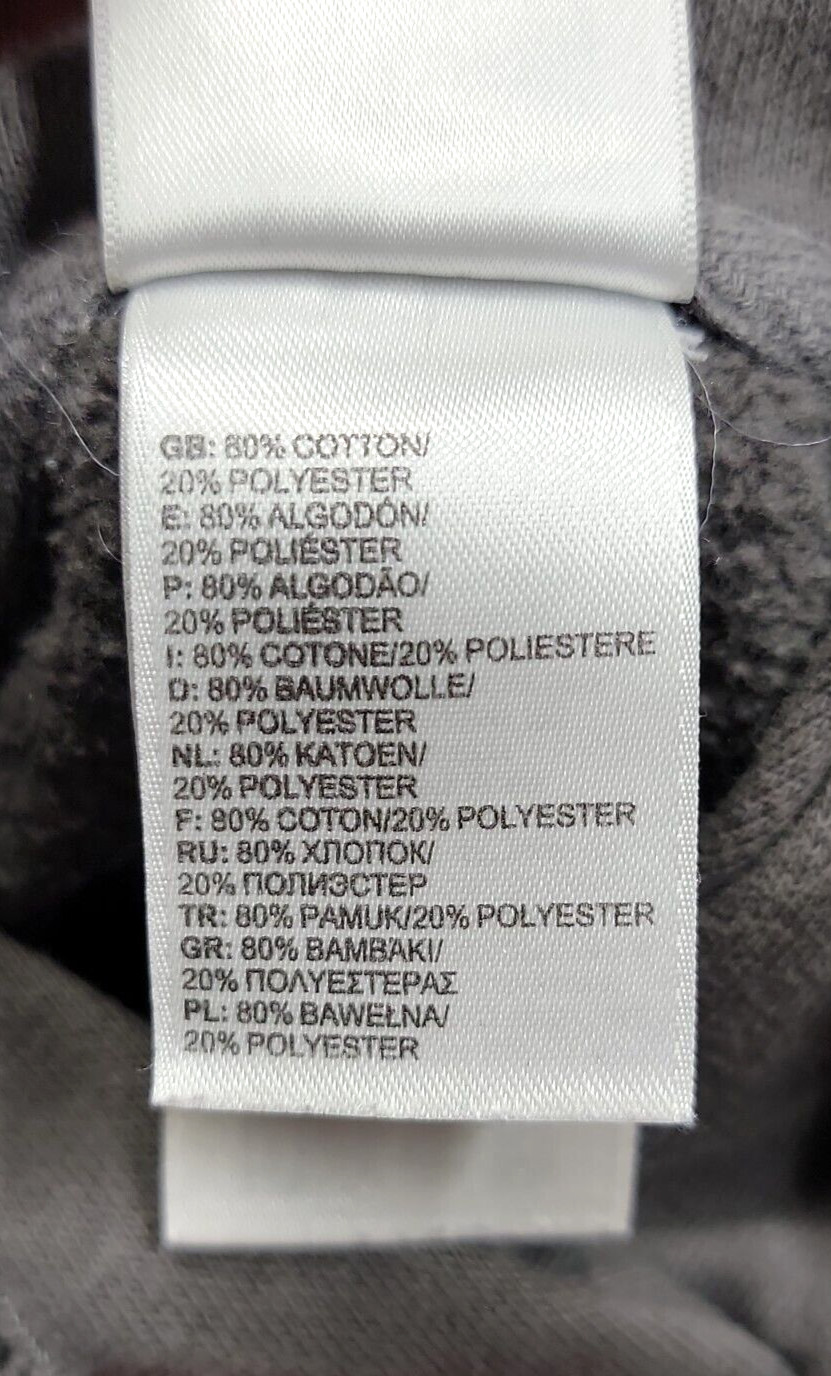 GB: 80% COTTON/
20% POLYESTER
E: 80% ALGODÓN/
20% POLIÉSTER
P: 80% ALGODÃO/
20% POLIÉSTER
I: 80% COTONE/20% POLIESTERE
D: 80% BAUMWOLLE/
20% POLYESTER
NL: 80% KATOEN/
20% POLYESTER
F: 80% COTON/20% POLYESTER
RU: 80% ХЛОПОК/
20% ПОЛИЭСТЕР
TR: 80% PAMUK/20% POLYESTER
GR: 80% ΒΑΜΒΑΚΙ/
20% ΠΟΛΥΕΣΤΕΡΑΣ
PL: 80% BAWEŁNA/
20% POLYESTER